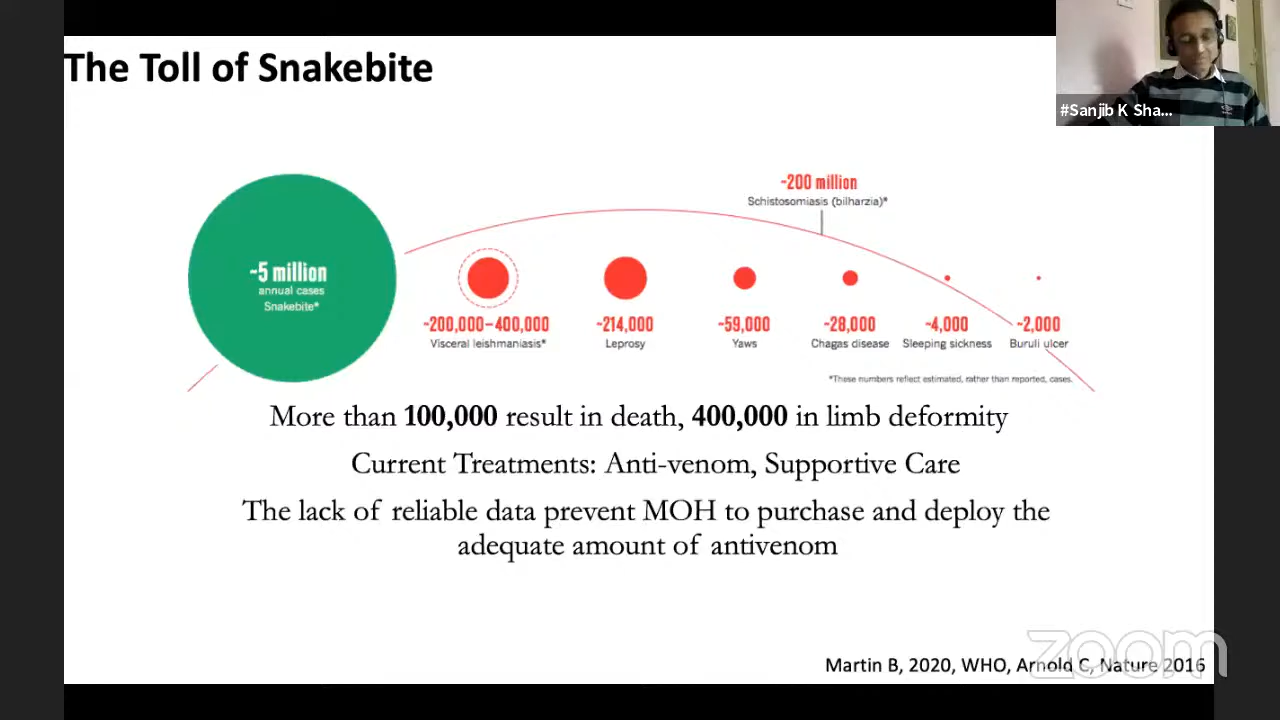 The Toll of Snakebite
#Sanjib K Sha...
~200 million
Schistosomiasis (bilharzia)*
~5 million
annual cases
Snakebite*
~200,000–400,000
Visceral leishmaniasis*
~214,000
Leprosy
~59,000
Yaws
~28,000
Chagas disease
~4,000
Sleeping sickness
~2,000
Buruli ulcer
*These numbers reflect estimated, rather than reported, cases.
More than 100,000 result in death, 400,000 in limb deformity
Current Treatments: Anti-venom, Supportive Care
The lack of reliable data prevent MOH to purchase and deploy the
adequate amount of antivenom
Martin B, 2020, WHO, Arnold C, Nature 2016
zoom